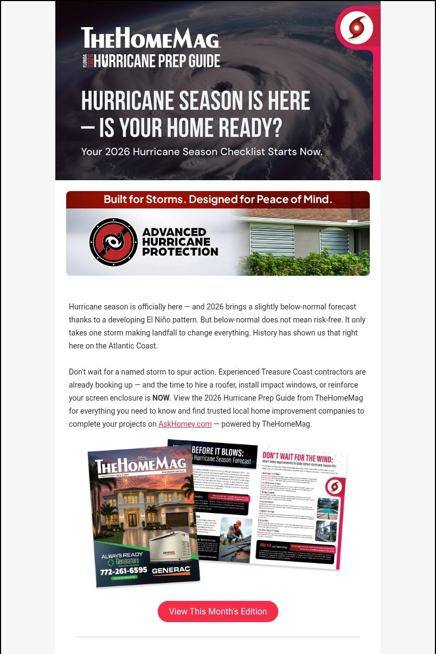 THEHOMEMAG
HURRICANE PREP GUIDE
HURRICANE SEASON IS HERE
— IS YOUR HOME READY?
Your 2026 Hurricane Season Checklist Starts Now.
Built for Storms. Designed for Peace of Mind.
ADVANCED
HURRICANE
PROTECTION
Hurricane season is officially here — and 2026 brings a slightly below-normal forecast
thanks to a developing El Niño pattern. But below-normal does not mean risk-free. It only
takes one storm making landfall to change everything. History has shown us that right
here on the Atlantic Coast.
Don't wait for a named storm to spur action. Experienced Treasure Coast contractors are
already booking up — and the time to hire a roofer, install impact windows, or reinforce
your screen enclosure is NOW. View the 2026 Hurricane Prep Guide from TheHomeMag
for everything you need to know and find trusted local home improvement companies to
complete your projects on AskHomey.com — powered by TheHomeMag.
THEHOMEMAG
ALWAYS READY
772-261-6595
GENERAC
BEFORE IT BLOWS:
Hurricane Season Forecast
DON'T WAIT FOR THE WIND:
View This Month's Edition